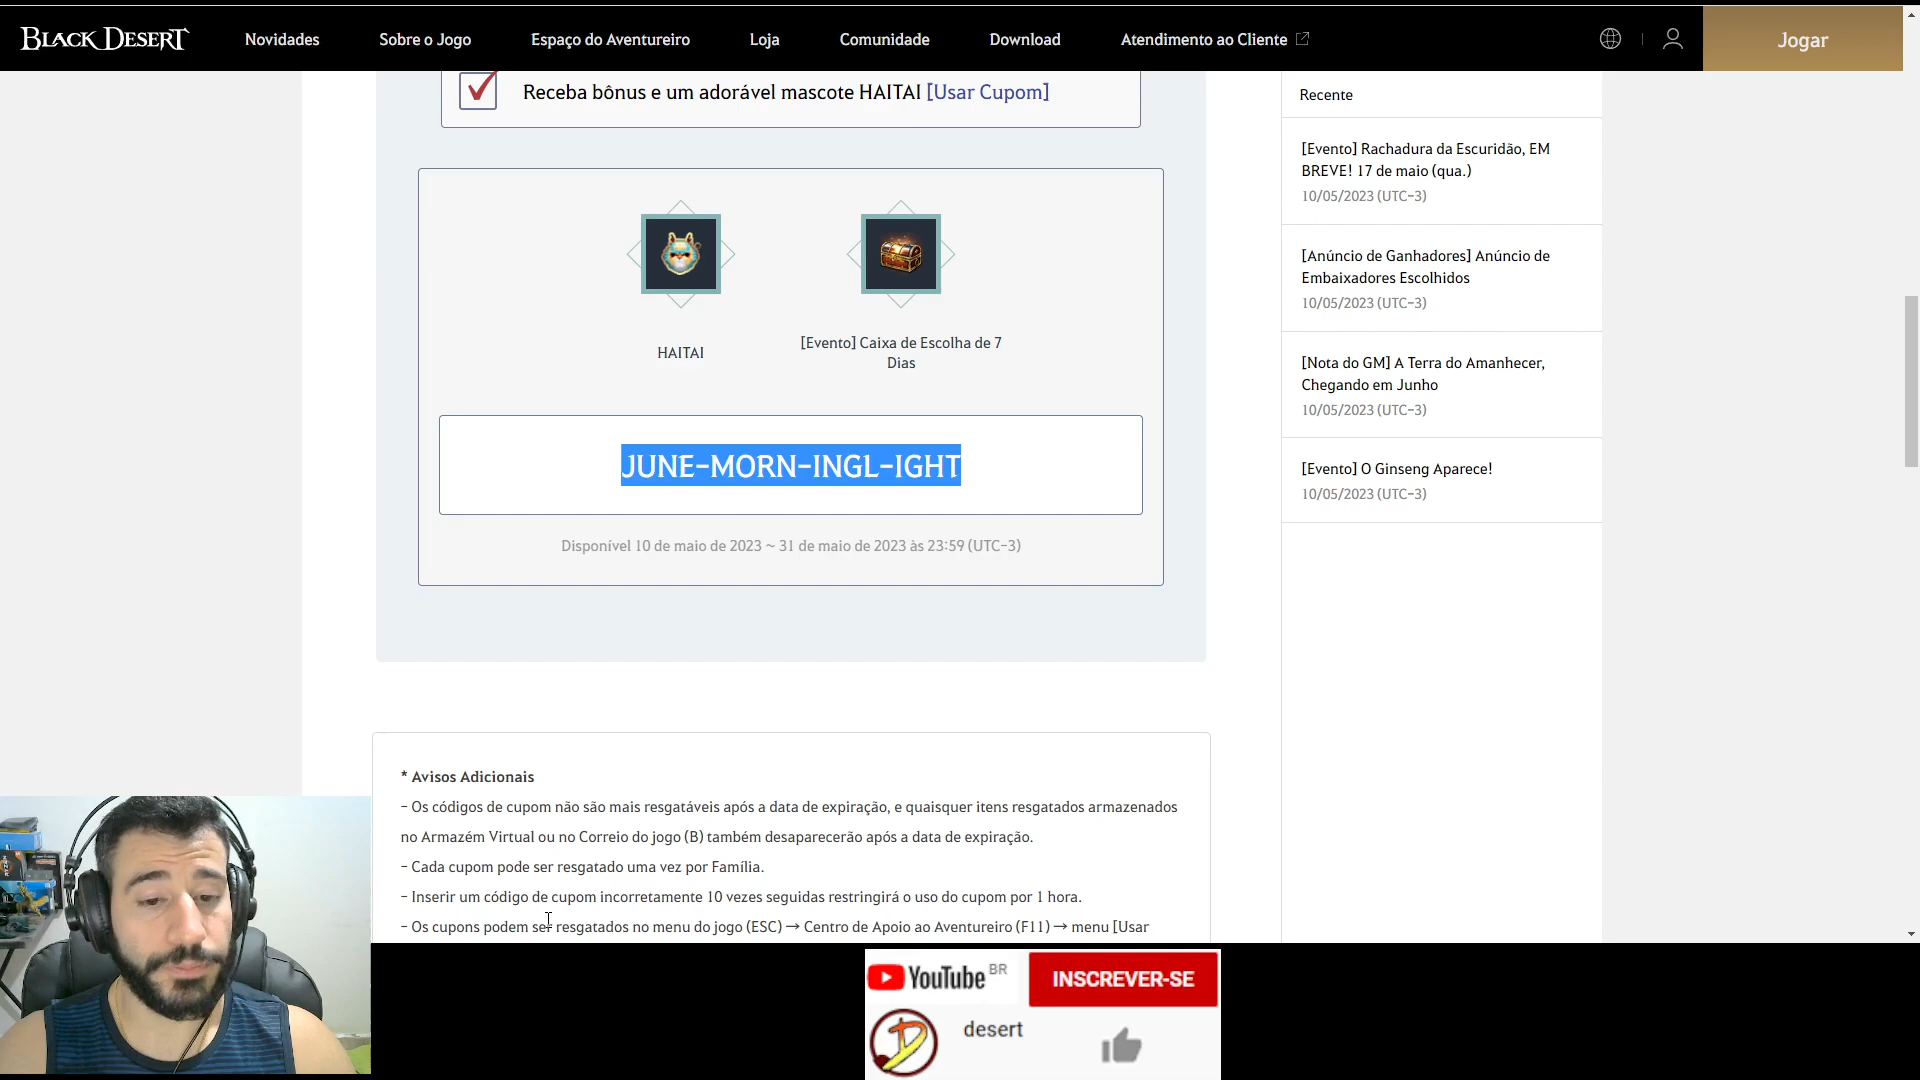 BLACK DESERT
Novidades
Sobre o Jogo
Espaço do Aventureiro
Loja
Comunidade
Download
Atendimento ao Cliente
Jogar
Receba bônus e um adorável mascote HAITAI [Usar Cupom]
HAITAI
[Evento] Caixa de Escolha de 7
Dias
JUNE-MORN-INGL-IGHT
Disponível 10 de maio de 2023 ~ 31 de maio de 2023 às 23:59 (UTC-3)
* Avisos Adicionais
- Os códigos de cupom não são mais resgatáveis após a data de expiração, e quaisquer itens resgatados armazenados
no Armazém Virtual ou no Correio do jogo (B) também desaparecerão após a data de expiração.
- Cada cupom pode ser resgatado uma vez por Família.
- Inserir um código de cupom incorretamente 10 vezes seguidas restringirá o uso do cupom por 1 hora.
- Os cupons podem ser resgatados no menu do jogo (ESC) → Centro de Apoio ao Aventureiro (F11) → menu [Usar
Recente
[Evento] Rachadura da Escuridão, EM
BREVE! 17 de maio (qua.)
10/05/2023 (UTC-3)
[Anúncio de Ganhadores] Anúncio de
Embaixadores Escolhidos
10/05/2023 (UTC-3)
[Nota do GM] A Terra do Amanhecer,
Chegando em Junho
10/05/2023 (UTC-3)
[Evento] O Ginseng Aparece!
10/05/2023 (UTC-3)
YouTube BR
INSCREVER-SE
desert